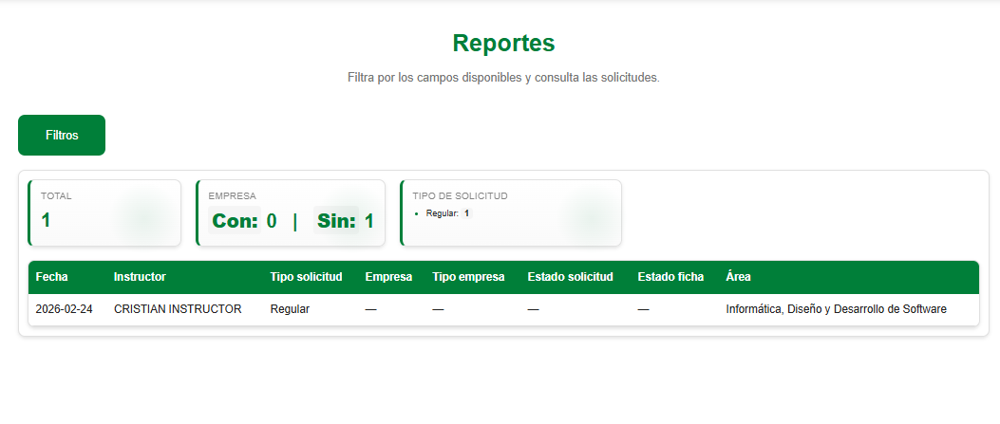 Reportes
Filtra por los campos disponibles y consulta las solicitudes.
Filtros
TOTAL
1
EMPRESA
Con: 0 | Sin: 1
TIPO DE SOLICITUD
• Regular: 1
Fecha Instructor Tipo solicitud Empresa Tipo empresa Estado solicitud Estado ficha Área
2026-02-24 CRISTIAN INSTRUCTOR Regular — — — — Informática, Diseño y Desarrollo de Software